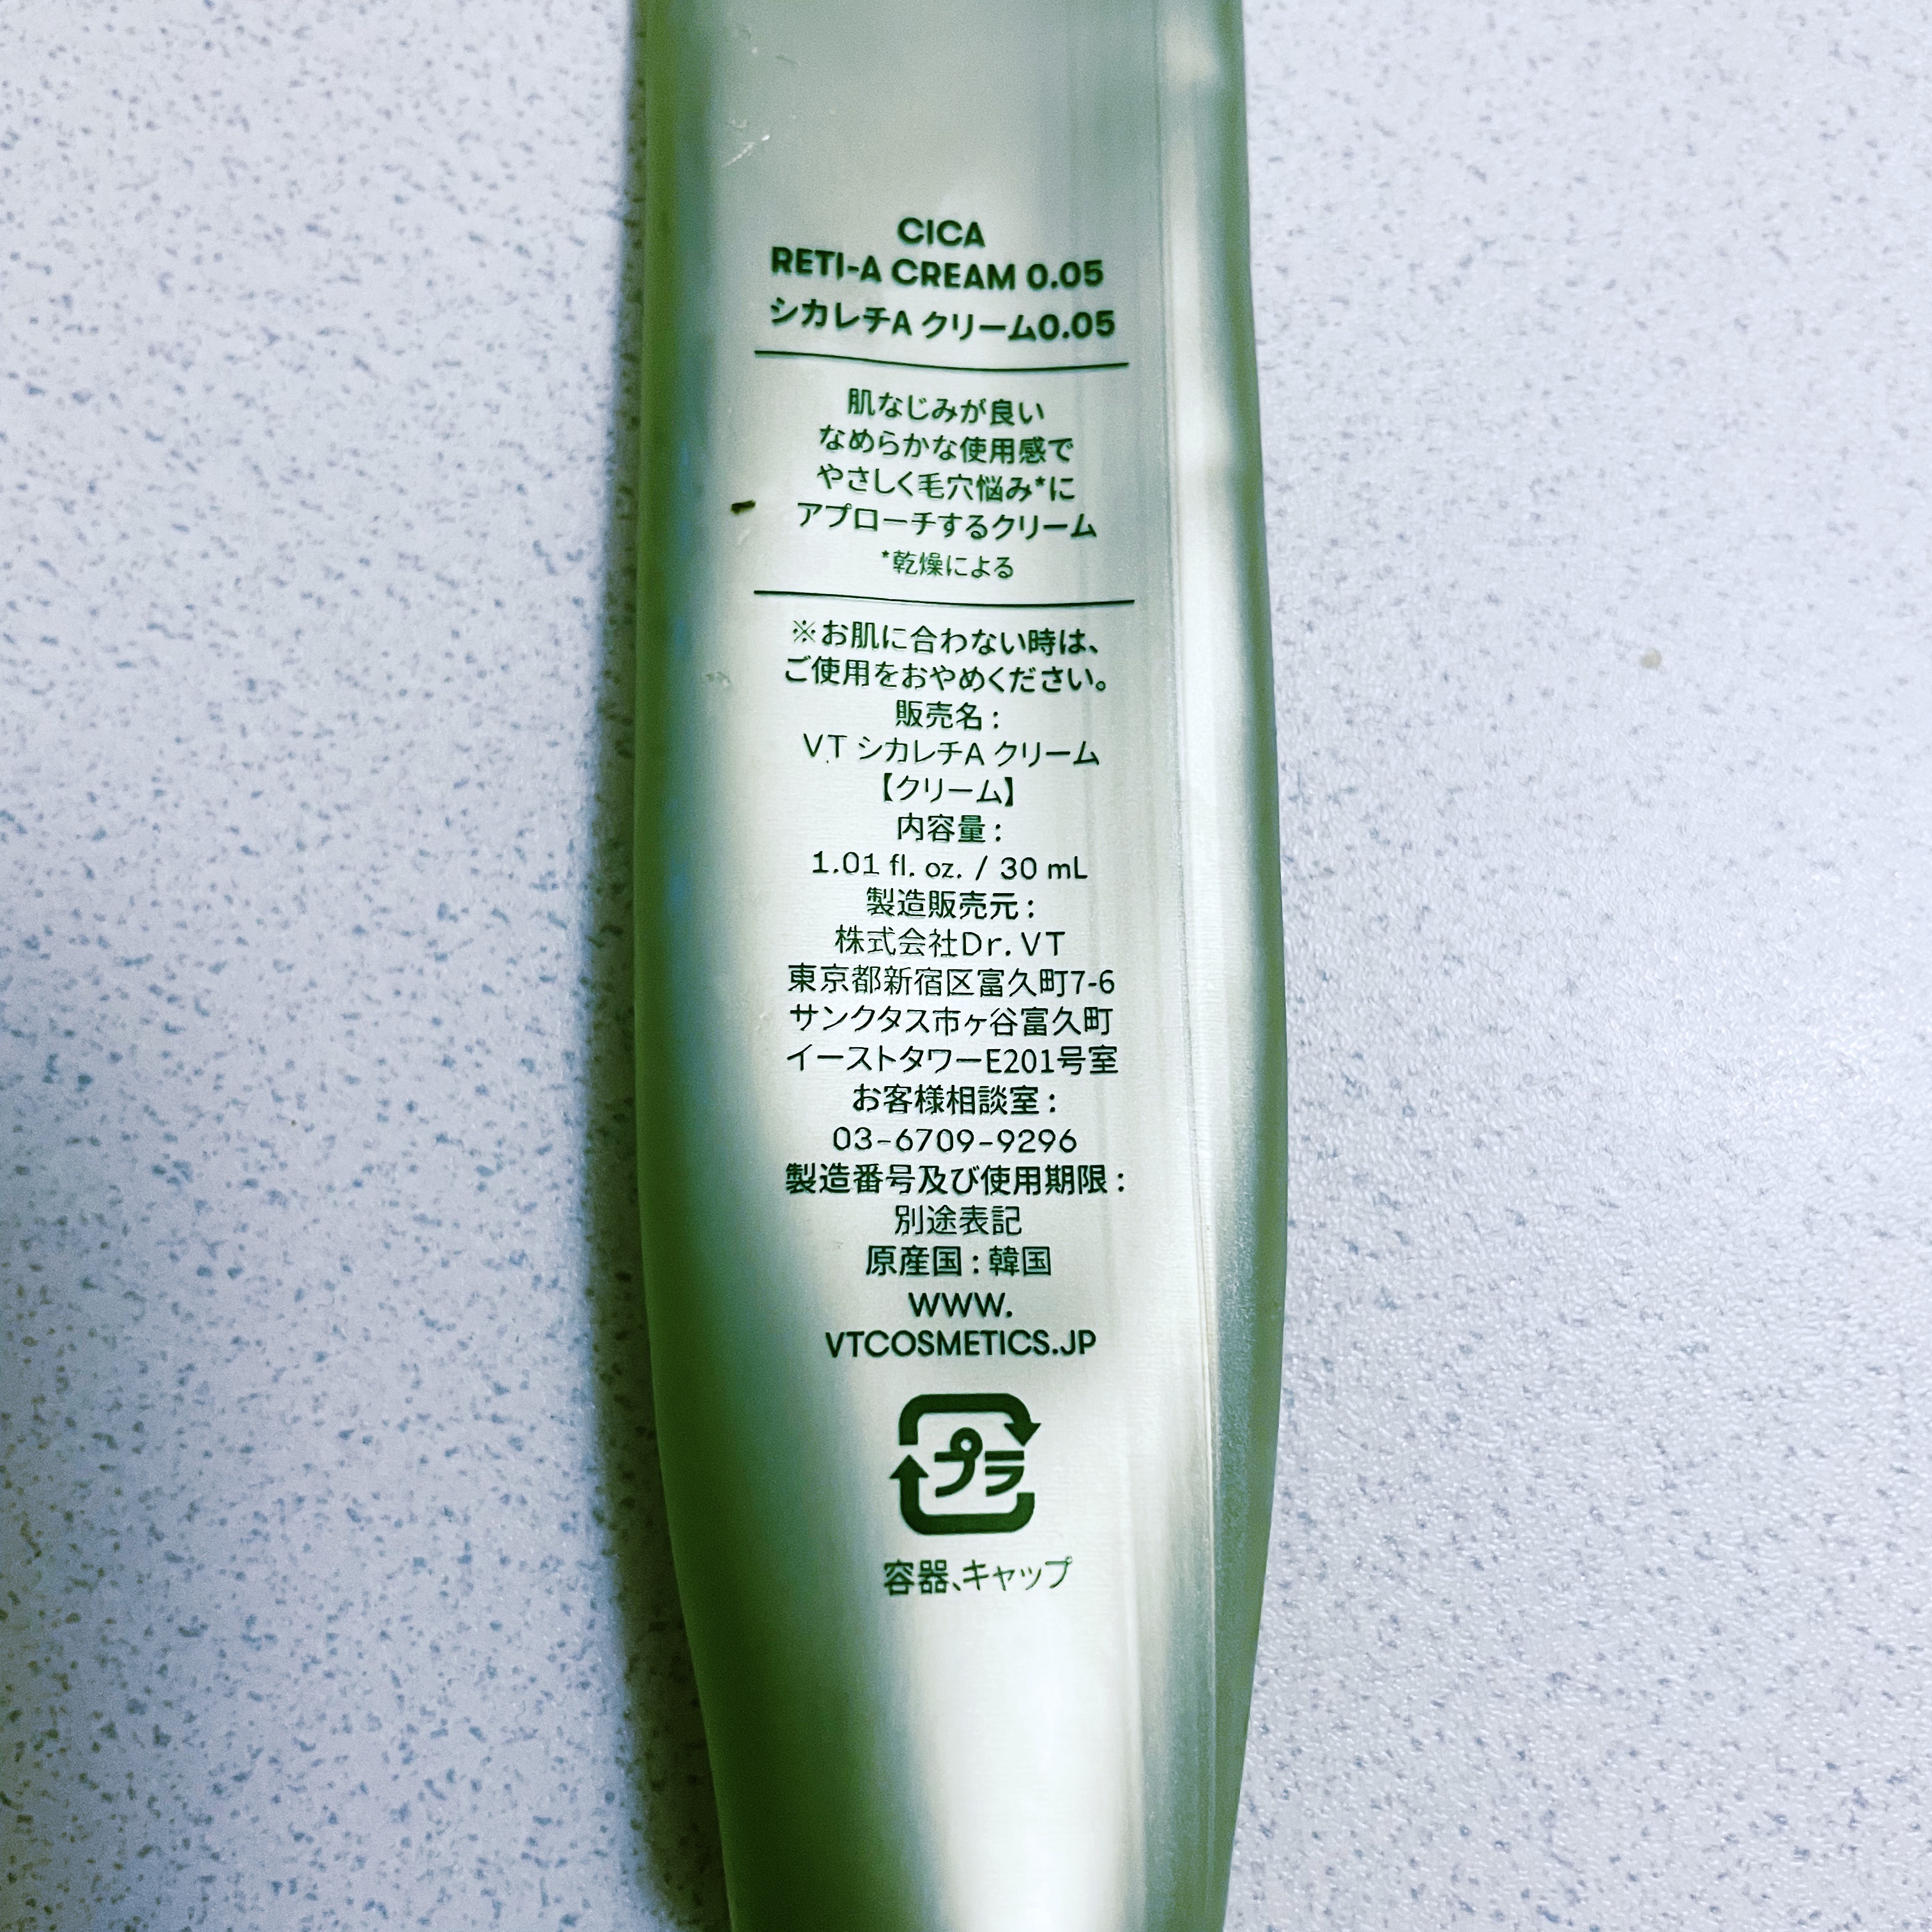 CICA
RETI-A CREAM 0.05
シカレチA クリーム0.05
肌なじみが良い
なめらかな使用感で
やさしく毛穴悩み*に
アプローチするクリーム
*乾燥による
※お肌に合わない時は、
ご使用をおやめください。
販売名 :
VT シカレチA クリーム
【クリーム】
内容量 :
1.01 fl. oz. / 30 mL
製造販売元 :
株式会社Dr. VT
東京都新宿区富久町7-6
サンクタス市ヶ谷富久町
イーストタワーE201号室
お客様相談室 :
03-6709-9296
製造番号及び使用期限 :
別途表記
原産国 : 韓国
WWW.
VTCOSMETICS.JP
プラ
容器、キャップ